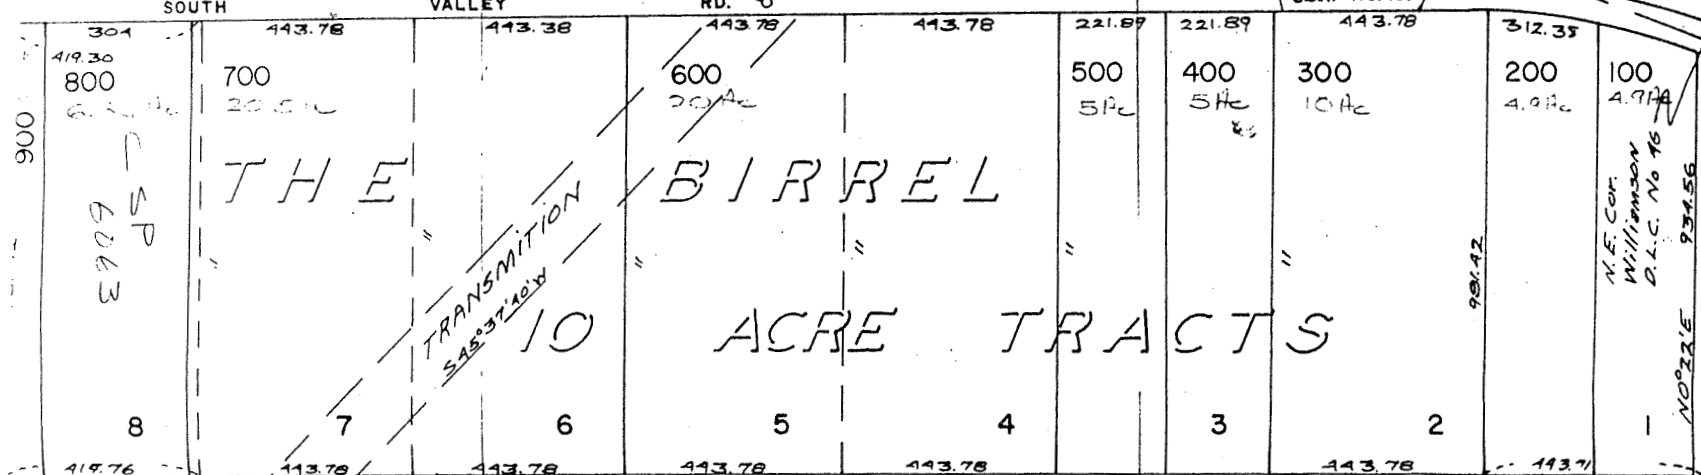 SOUTH VALLEY RD.
304 443.78 443.38 443.78 443.78 221.89 221.89 443.78 312.35
419.30
800 700 600 500 400 300 200 100
20 Ac 5Ac 5Ac 10Ac 4.9Ac 4.9Ac
900
SP
6063
THE BIRREL
TRANSMITION
S45°37'40"W
" " " " " "
10 ACRE TRACTS
981.42
N.E. Cor.
Williamson
D.L.C. No 46
934.56
N0°22'E
8 7 6 5 4 3 2 1
419.76 443.78 443.78 443.78 443.78 443.78 443.71